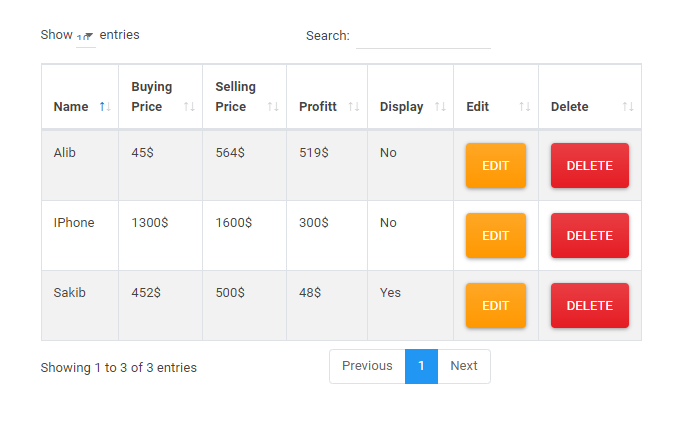 Show 10 entries Search:
Name Buying Price Selling Price Profitt Display Edit Delete
Alib 45$ 564$ 519$ No EDIT DELETE
IPhone 1300$ 1600$ 300$ No EDIT DELETE
Sakib 452$ 500$ 48$ Yes EDIT DELETE
Showing 1 to 3 of 3 entries Previous 1 Next